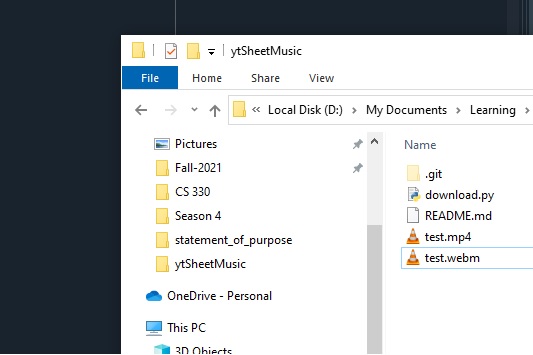 ytSheetMusic
File Home Share View
« Local Disk (D:) › My Documents › Learning ›
Name
Pictures
Fall-2021
CS 330
Season 4
statement_of_purpose
ytSheetMusic
OneDrive - Personal
This PC
3D Objects
.git
download.py
README.md
test.mp4
test.webm